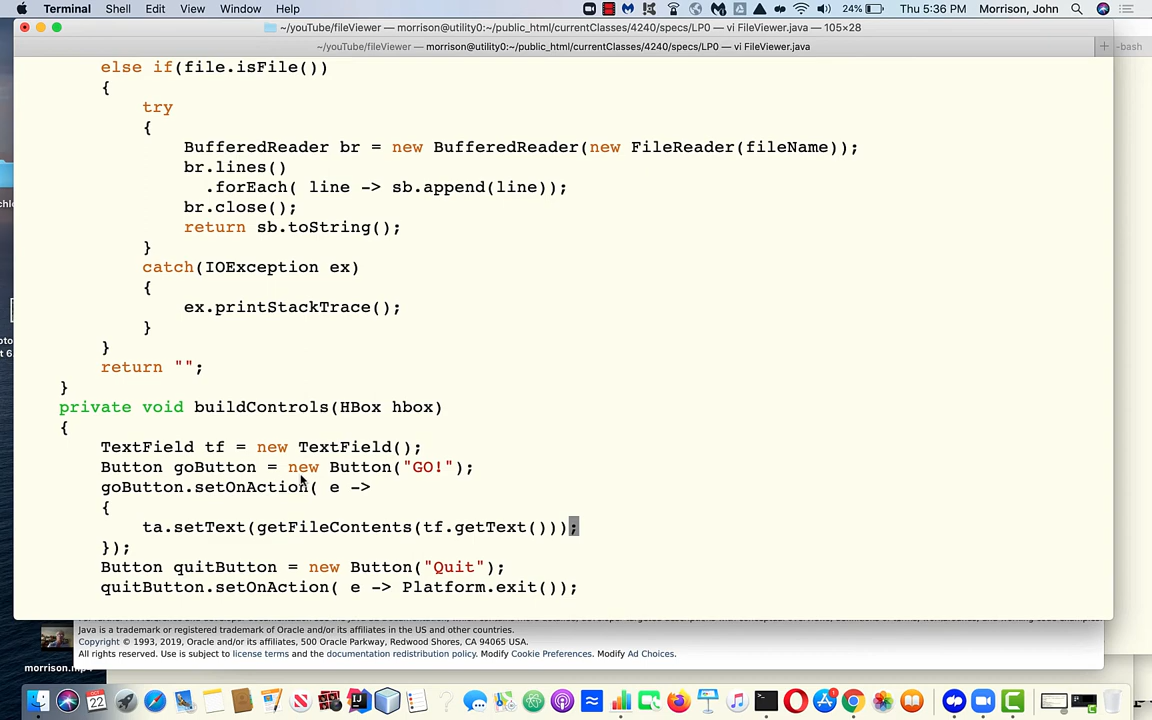 Terminal Shell Edit View Window Help 24% Thu 5:36 PM Morrison, John
~/youTube/fileViewer — morrison@utility0:~/public_html/currentClasses/4240/specs/LP0 — vi FileViewer.java — 105×28
~/youTube/fileViewer — morrison@utility0:~/public_html/currentClasses/4240/specs/LP0 — vi FileViewer.java + -bash
else if(file.isFile())
{
try
{
BufferedReader br = new BufferedReader(new FileReader(fileName));
br.lines()
.forEach( line -> sb.append(line));
br.close();
return sb.toString();
}
catch(IOException ex)
{
ex.printStackTrace();
}
}
return "";
}
private void buildControls(HBox hbox)
{
TextField tf = new TextField();
Button goButton = new Button("GO!");
goButton.setOnAction( e ->
{
ta.setText(getFileContents(tf.getText()));
});
Button quitButton = new Button("Quit");
quitButton.setOnAction( e -> Platform.exit());
Java is a trademark or registered trademark of Oracle and/or its affiliates in the US and other countries.
Copyright © 1993, 2019, Oracle and/or its affiliates, 500 Oracle Parkway, Redwood Shores, CA 94065 USA.
All rights reserved. Use is subject to license terms and the documentation redistribution policy. Modify Cookie Preferences. Modify Ad Choices.